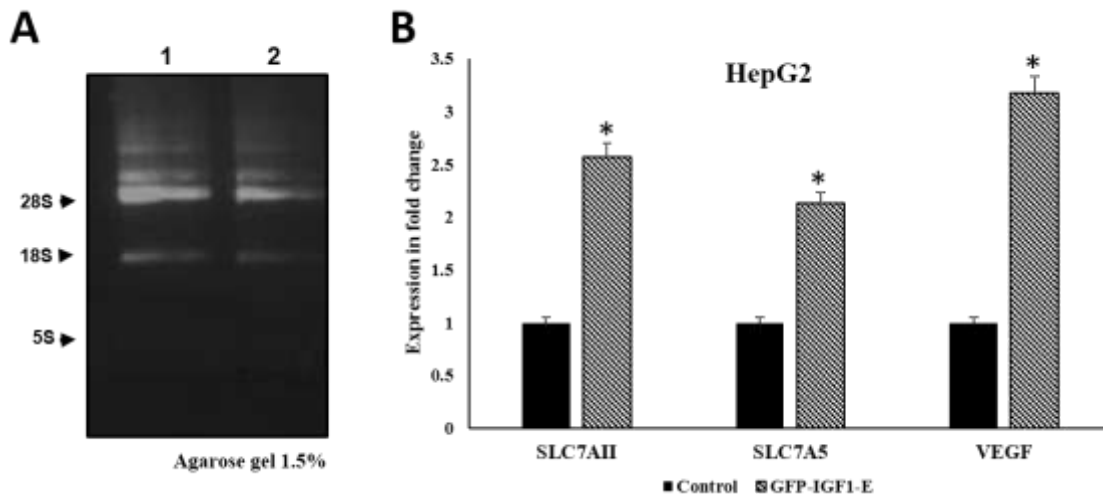 A
1 2
28S
18S
5S
Agarose gel 1.5%
B
HepG2
Expression in fold change
3.5
3
2.5
2
1.5
1
0.5
0
*
*
*
SLC7AII
SLC7A5
VEGF
Control
GFP-IGF1-E